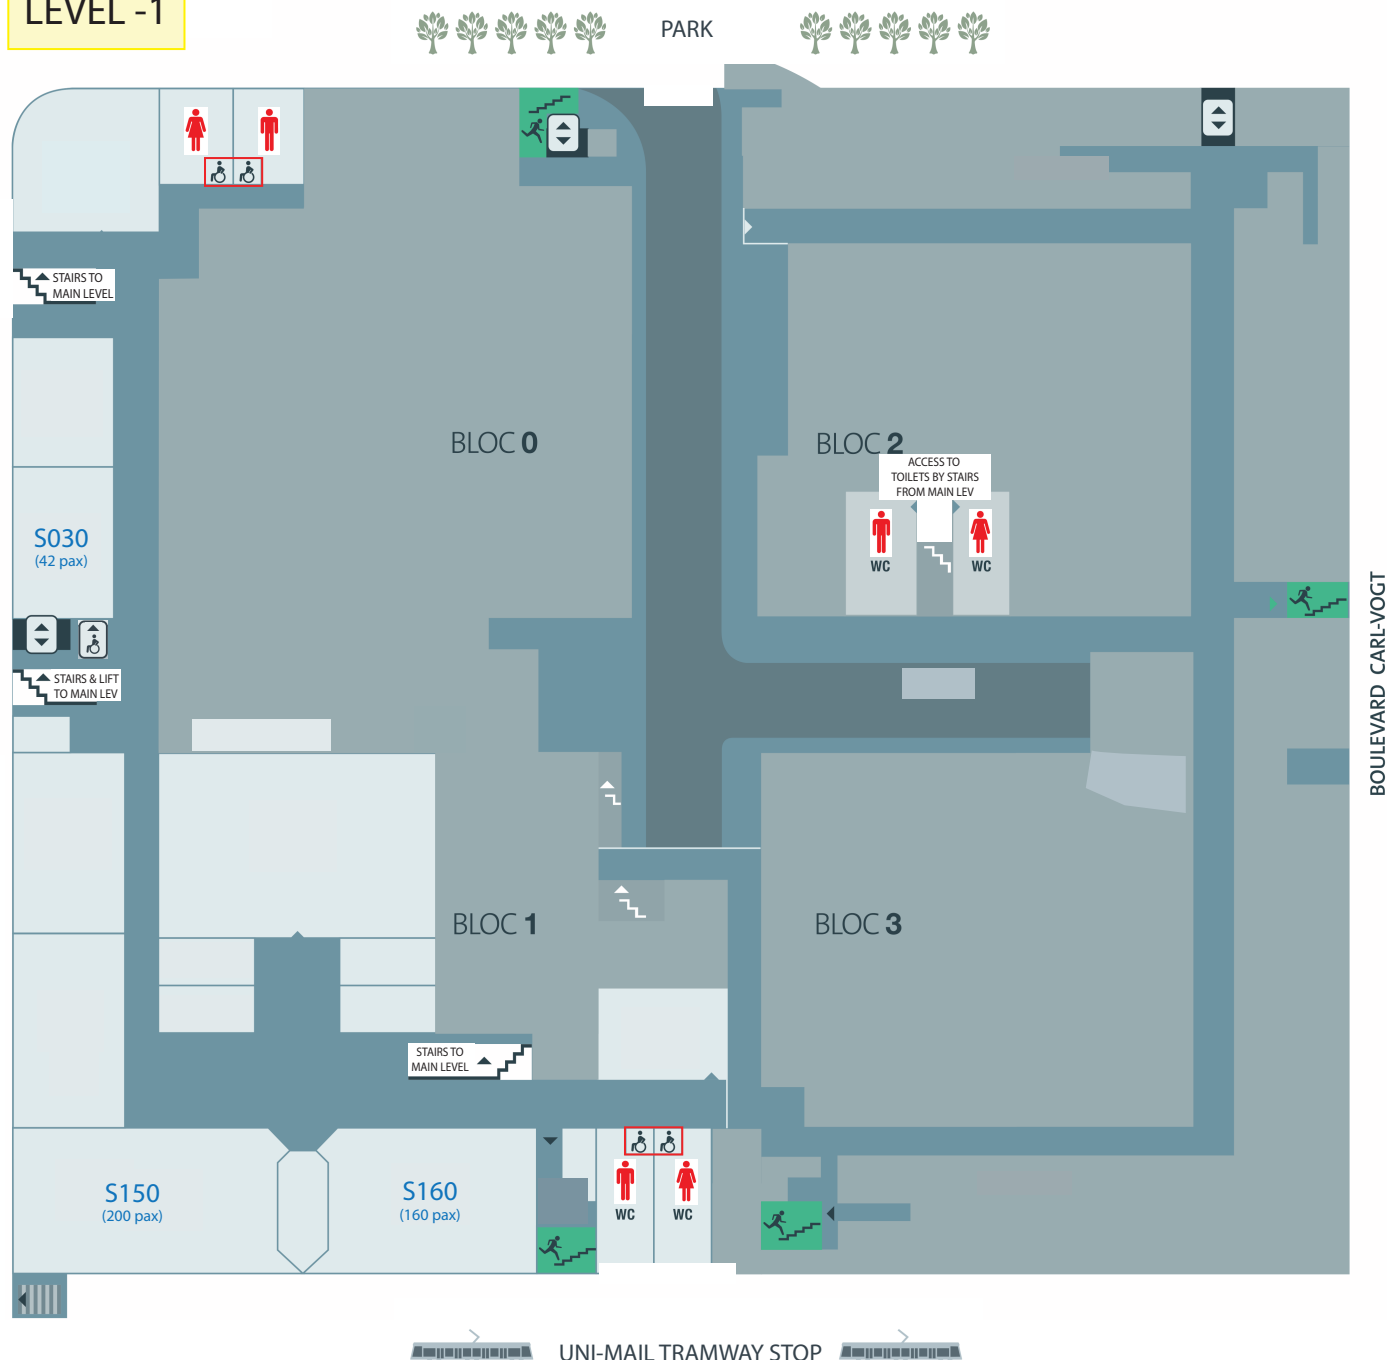 LEVEL -1
PARK
STAIRS TO
MAIN LEVEL
BLOC 0
BLOC 2
ACCESS TO
TOILETS BY STAIRS
FROM MAIN LEV
WC
WC
S030
(42 pax)
STAIRS & LIFT
TO MAIN LEV
BOULEVARD CARL-VOGT
BLOC 1
BLOC 3
STAIRS TO
MAIN LEVEL
S150
(200 pax)
S160
(160 pax)
WC
WC
UNI-MAIL TRAMWAY STOP